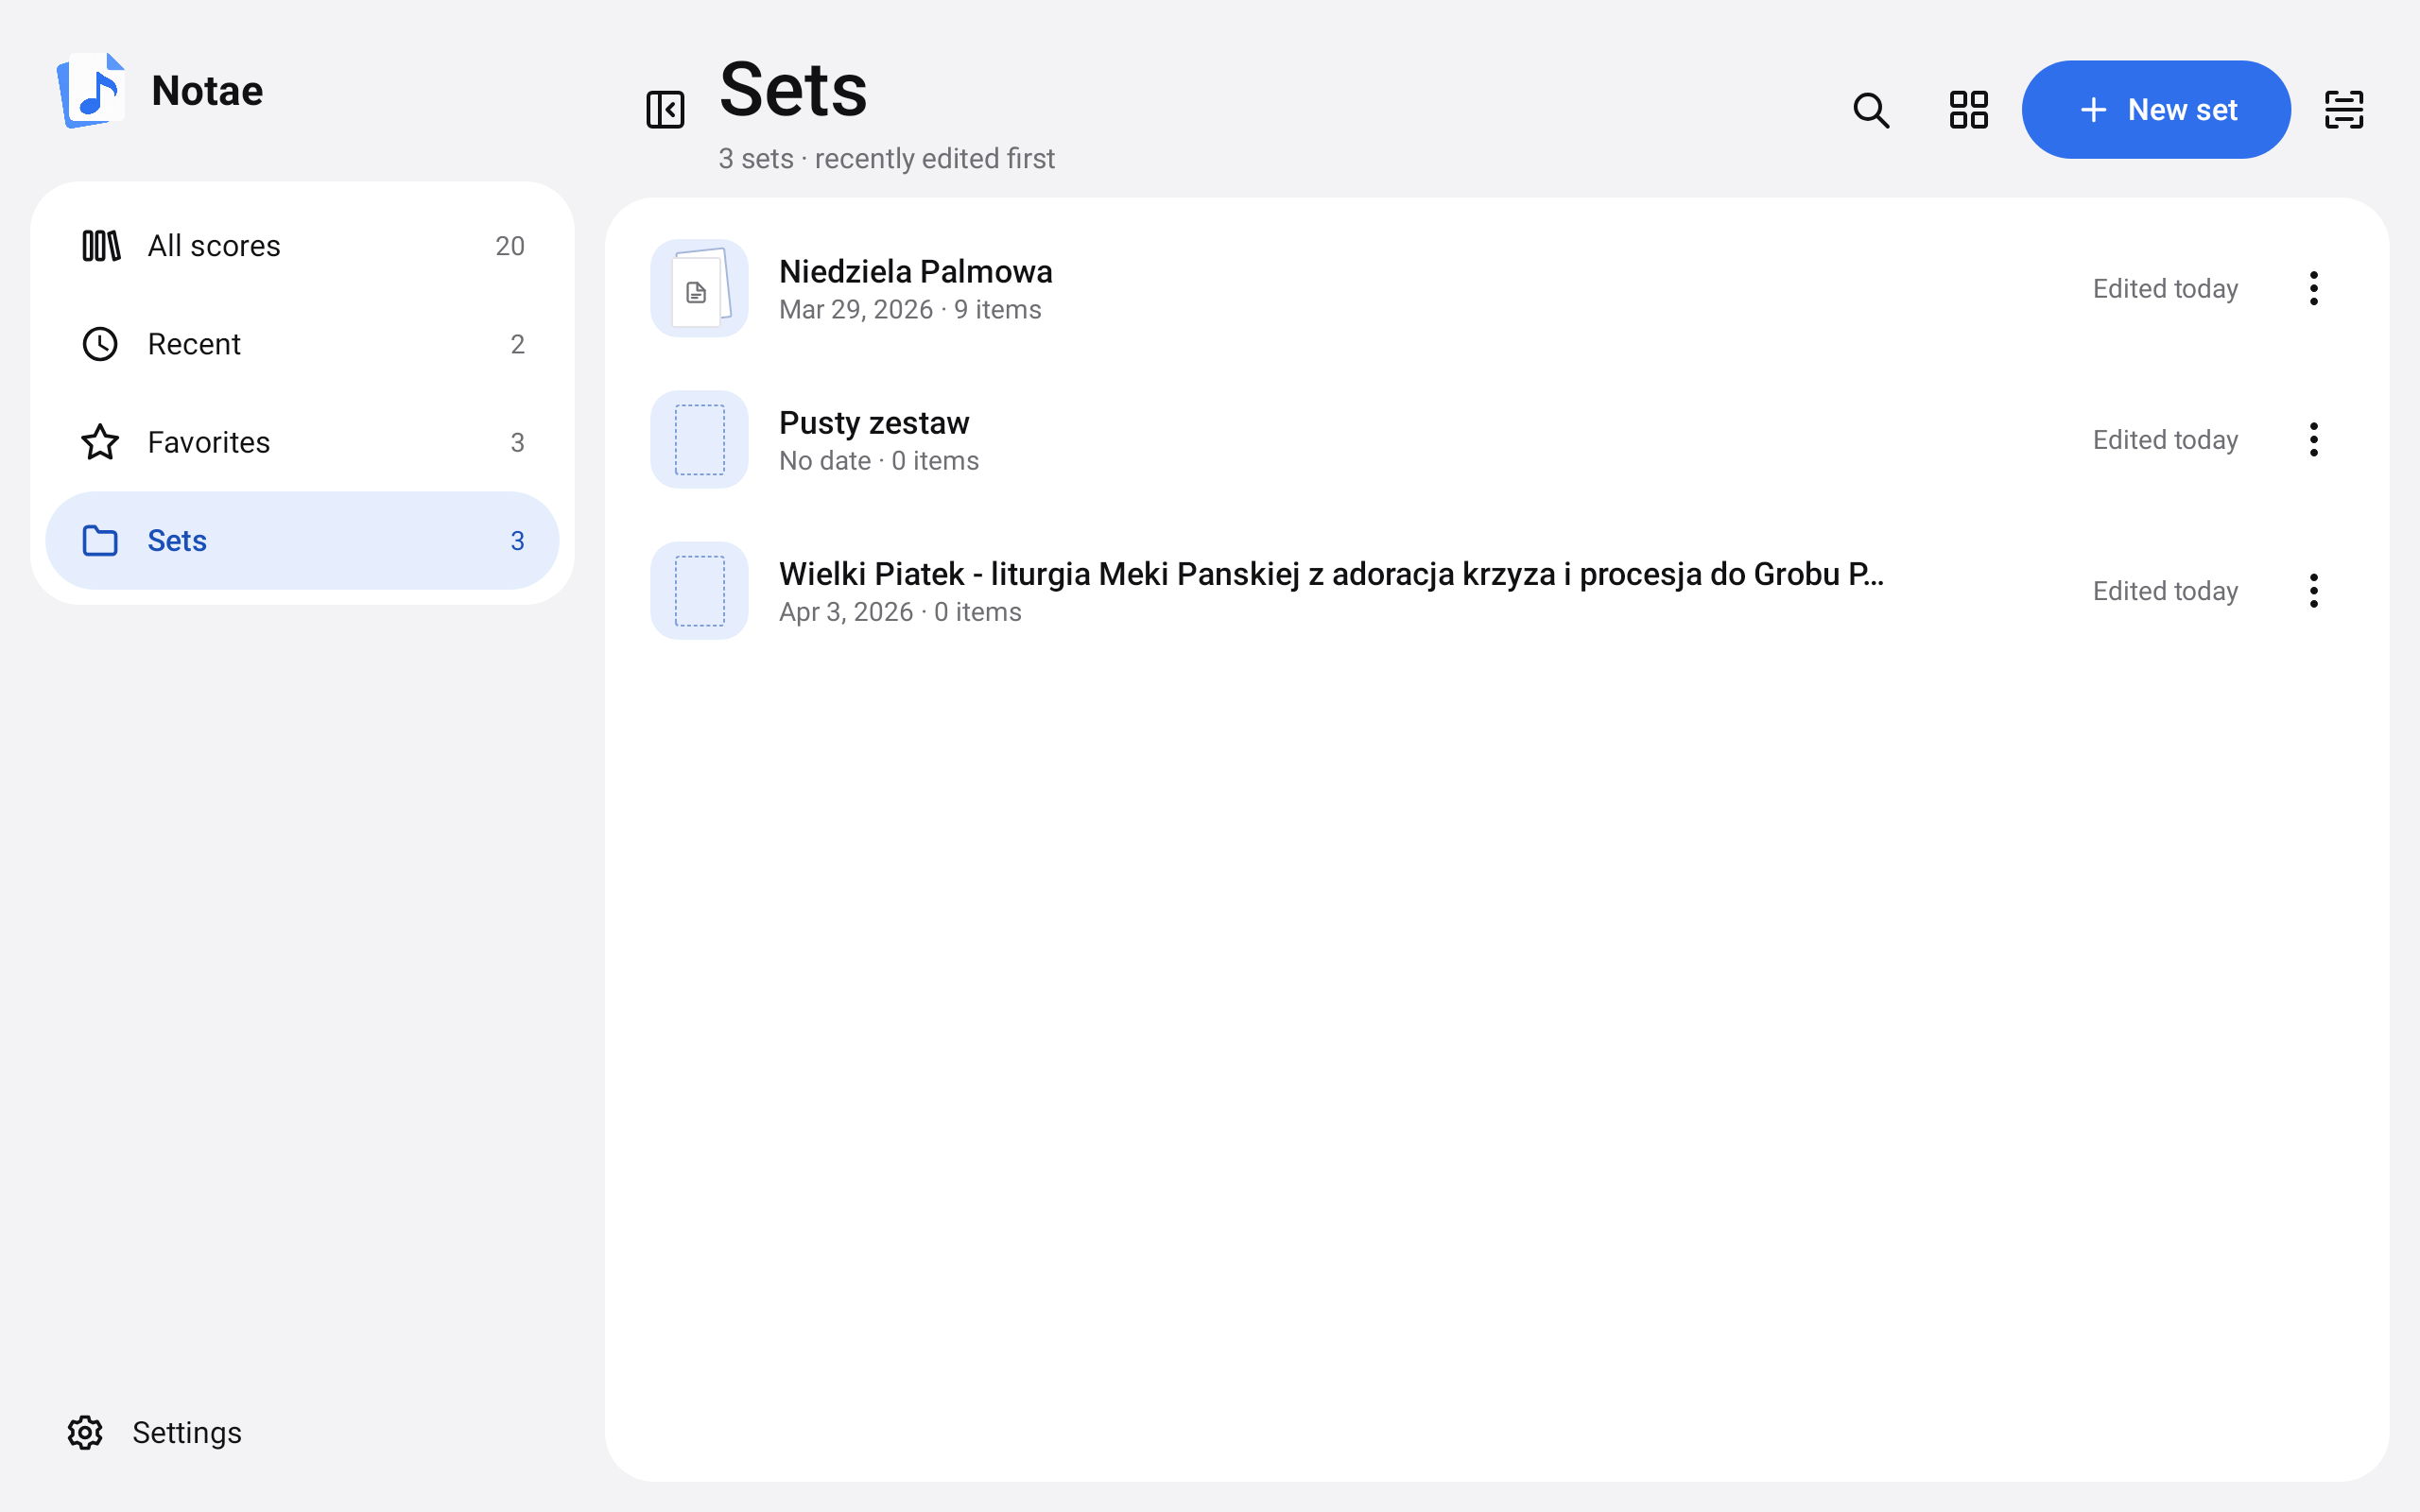 Notae
All scores 20
Recent 2
Favorites 3
Sets 3
Settings
Sets
3 sets · recently edited first
New set
Niedziela Palmowa
Mar 29, 2026 · 9 items
Edited today
Pusty zestaw
No date · 0 items
Edited today
Wielki Piatek - liturgia Meki Panskiej z adoracja krzyza i procesja do Grobu P...
Apr 3, 2026 · 0 items
Edited today